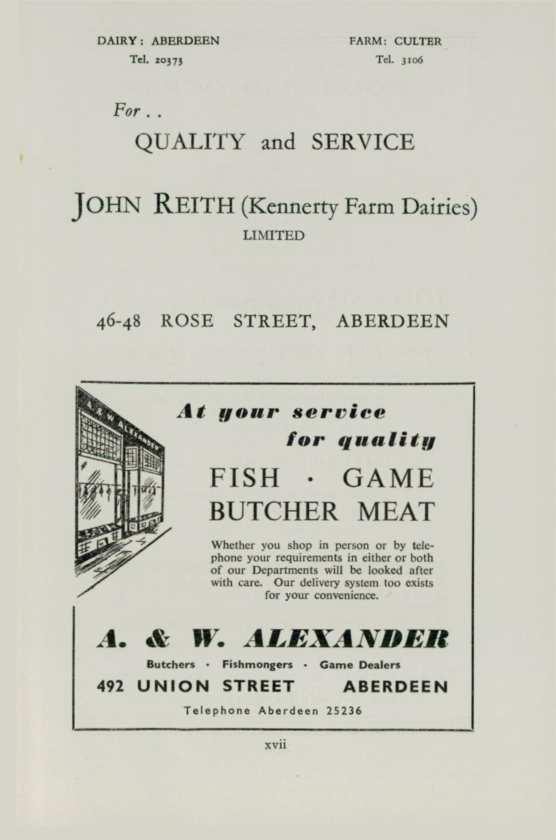 DAIRY: ABERDEEN FARM: CULTER
Tel. 20373 Tel. 3106
For . .
QUALITY and SERVICE
JOHN REITH (Kennerty Farm Dairies)
LIMITED
46-48 ROSE STREET, ABERDEEN
A & W ALEXANDER
At your service
for quality
FISH · GAME
BUTCHER MEAT
Whether you shop in person or by tele-
phone your requirements in either or both
of our Departments will be looked after
with care. Our delivery system too exists
for your convenience.
A. & W. ALEXANDER
Butchers · Fishmongers · Game Dealers
492 UNION STREET ABERDEEN
Telephone Aberdeen 25236
xvii